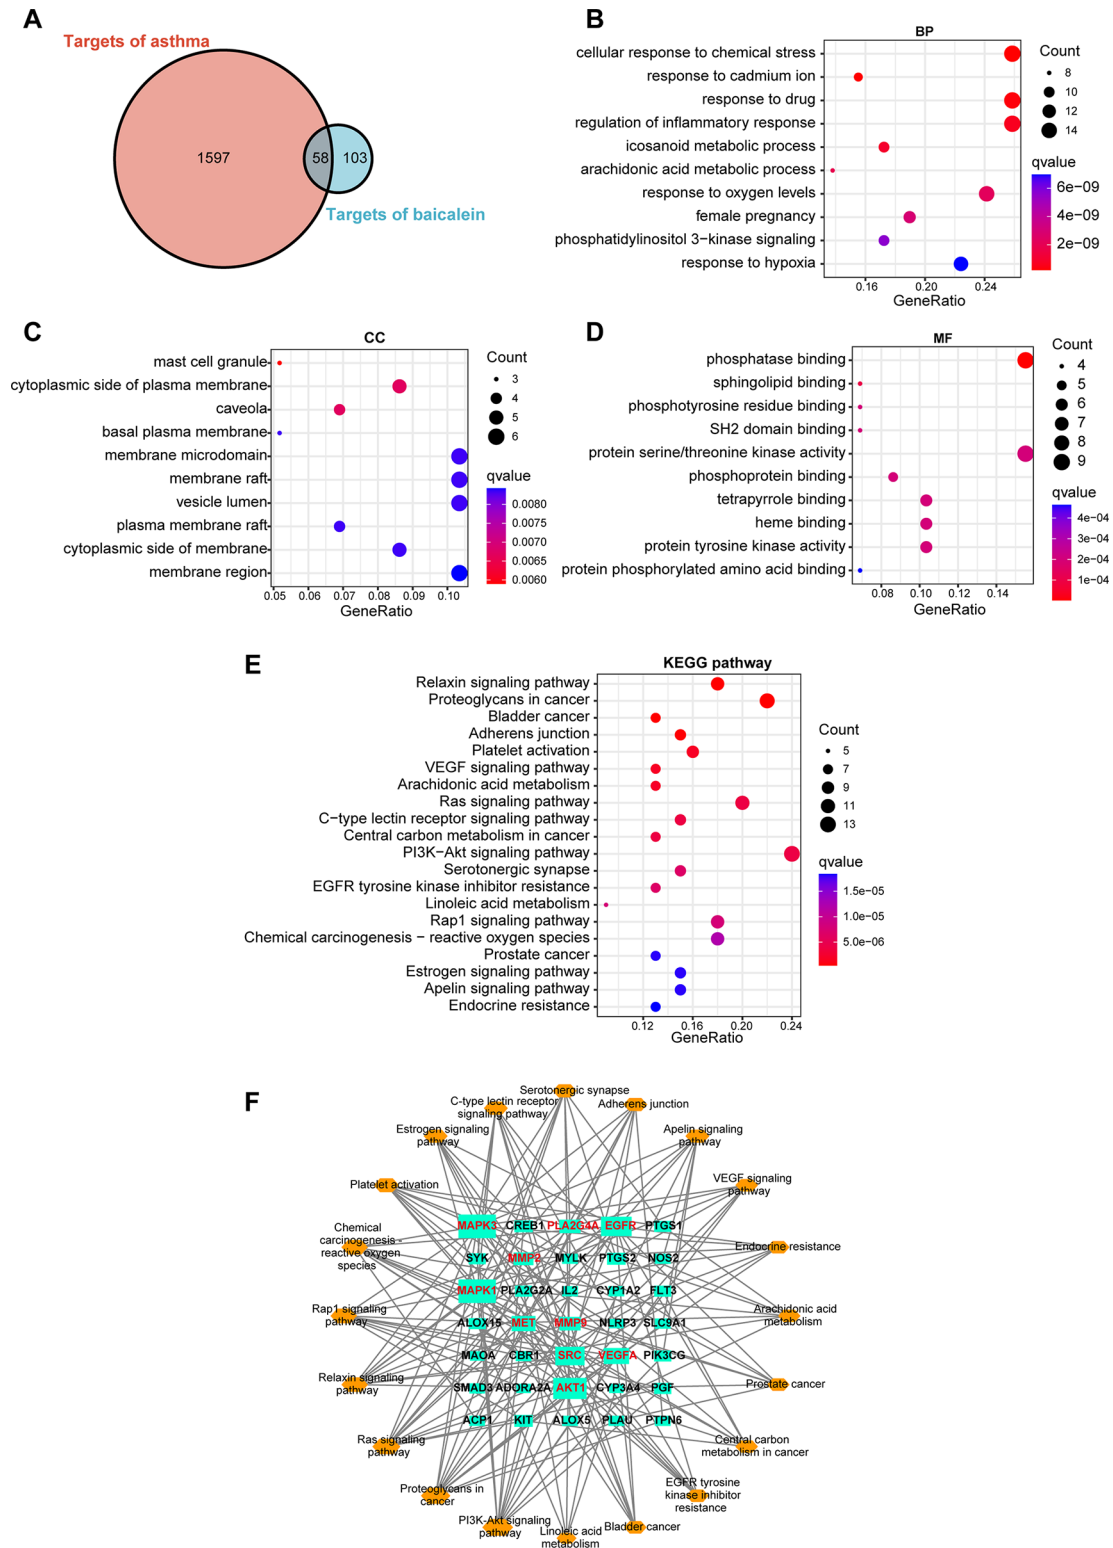 A
Targets of asthma
1597
58
103
Targets of baicalein
B
BP
cellular response to chemical stress
response to cadmium ion
response to drug
regulation of inflammatory response
icosanoid metabolic process
arachidonic acid metabolic process
response to oxygen levels
female pregnancy
phosphatidylinositol 3−kinase signaling
response to hypoxia
0.16
0.20
0.24
GeneRatio
Count
8
10
12
14
qvalue
6e−09
4e−09
2e−09
C
CC
mast cell granule
cytoplasmic side of plasma membrane
caveola
basal plasma membrane
membrane microdomain
membrane raft
vesicle lumen
plasma membrane raft
cytoplasmic side of membrane
membrane region
0.05
0.06
0.07
0.08
0.09
0.10
GeneRatio
Count
3
4
5
6
qvalue
0.0080
0.0075
0.0070
0.0065
0.0060
D
MF
phosphatase binding
sphingolipid binding
phosphotyrosine residue binding
SH2 domain binding
protein serine/threonine kinase activity
phosphoprotein binding
tetrapyrrole binding
heme binding
protein tyrosine kinase activity
protein phosphorylated amino acid binding
0.08
0.10
0.12
0.14
GeneRatio
Count
4
5
6
7
8
9
qvalue
4e−04
3e−04
2e−04
1e−04
E
KEGG pathway
Relaxin signaling pathway
Proteoglycans in cancer
Bladder cancer
Adherens junction
Platelet activation
VEGF signaling pathway
Arachidonic acid metabolism
Ras signaling pathway
C−type lectin receptor signaling pathway
Central carbon metabolism in cancer
PI3K−Akt signaling pathway
Serotonergic synapse
EGFR tyrosine kinase inhibitor resistance
Linoleic acid metabolism
Rap1 signaling pathway
Chemical carcinogenesis − reactive oxygen species
Prostate cancer
Estrogen signaling pathway
Apelin signaling pathway
Endocrine resistance
0.12
0.16
0.20
0.24
GeneRatio
Count
5
7
9
11
13
qvalue
1.5e−05
1.0e−05
5.0e−06
F
Serotonergic synapse
C-type lectin receptor
signaling pathway
Adherens junction
Estrogen signaling
pathway
Apelin signaling
pathway
Platelet activation
VEGF signaling
pathway
Chemical
carcinogenesis -
reactive oxygen
species
Endocrine resistance
Rap1 signaling
pathway
Arachidonic acid
metabolism
Relaxin signaling
pathway
Prostate cancer
Ras signaling
pathway
Central carbon
metabolism in cancer
Proteoglycans in
cancer
EGFR tyrosine
kinase inhibitor
resistance
PI3K-Akt signaling
pathway
Linoleic acid
metabolism
Bladder cancer
MAPK3 CREB1 PLA2G4A EGFR PTGS1
SYK MMP2 MYLK PTGS2 NOS2
MAPK1 PLA2G2A IL2 CYP1A2 FLT3
ALOX15 MET MMP9 NLRP3 SLC9A1
MAOA CBR1 SRC VEGFA PIK3CG
SMAD3 ADORA2A AKT1 CYP3A4 PGF
ACP1 KIT ALOX5 PLAU PTPN6